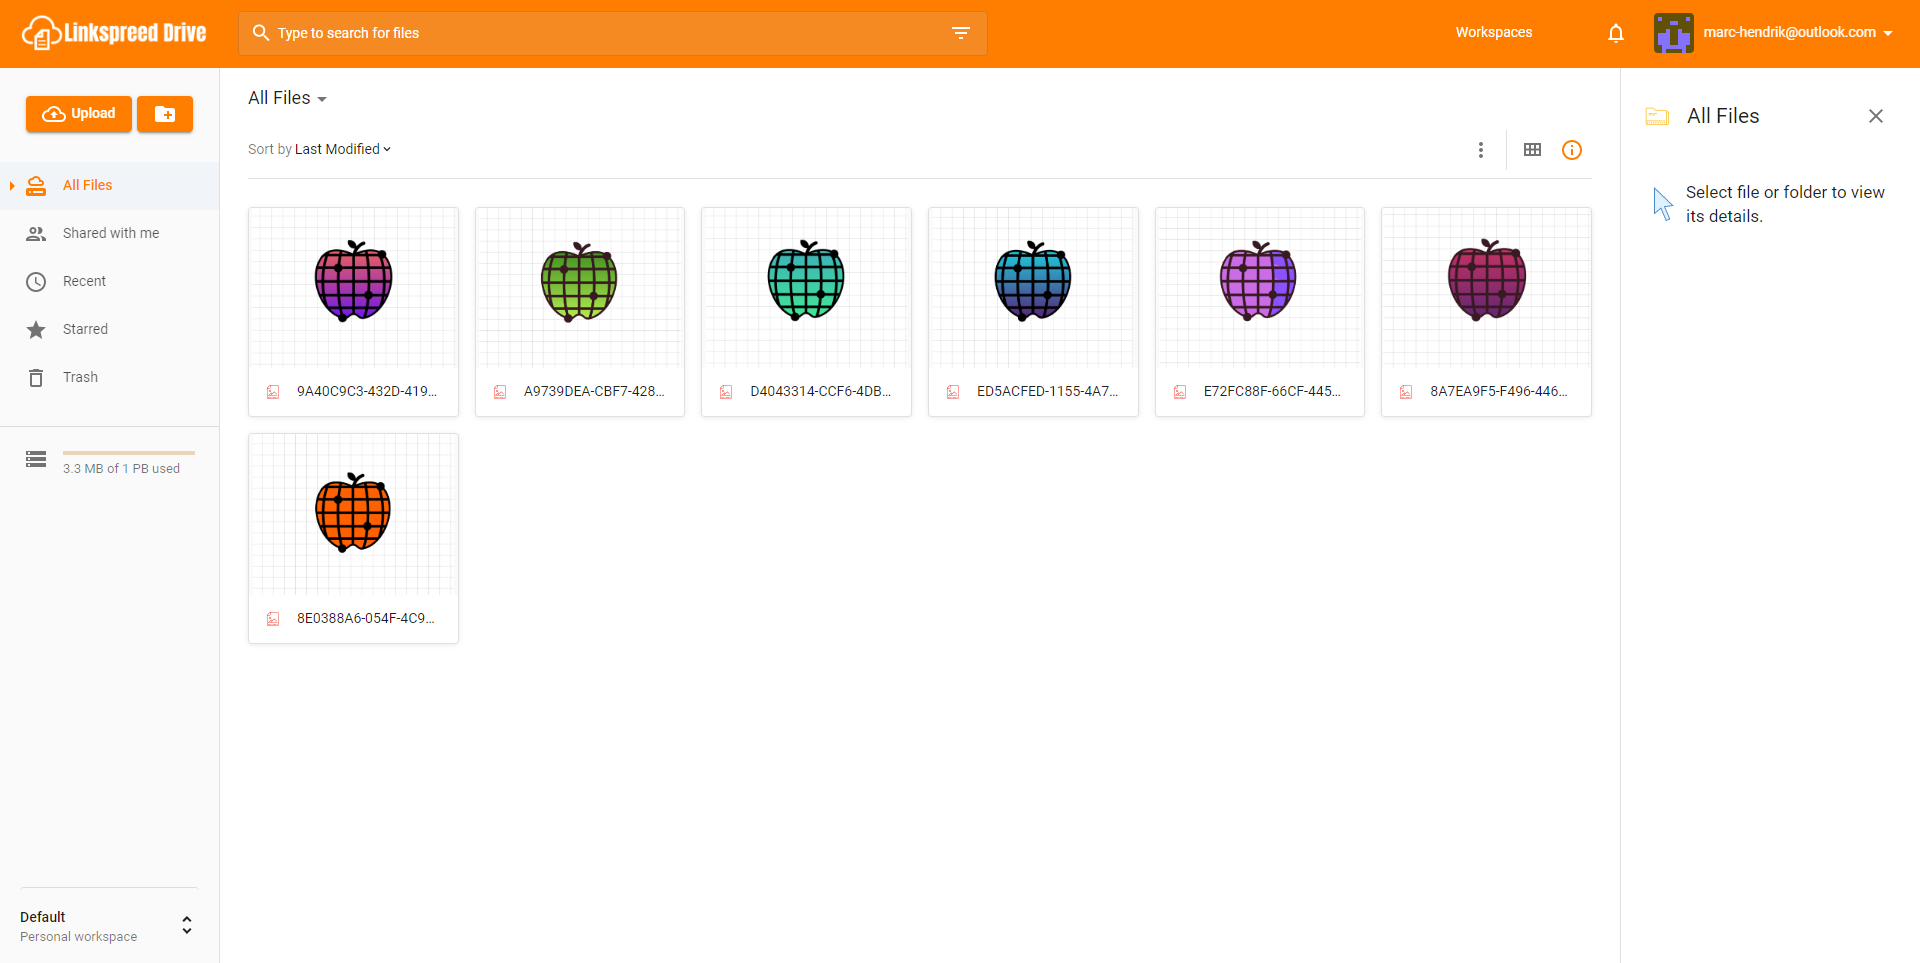 Linkspreed Drive
Type to search for files
Workspaces
marc-hendrik@outlook.com
Upload
All Files
Shared with me
Recent
Starred
Trash
3.3 MB of 1 PB used
Default
Personal workspace
All Files
Sort by Last Modified
9A40C9C3-432D-419...
A9739DEA-CBF7-428...
D4043314-CCF6-4DB...
ED5ACFED-1155-4A7...
E72FC88F-66CF-445...
8A7EA9F5-F496-446...
8E0388A6-054F-4C9...
All Files
Select file or folder to view
its details.